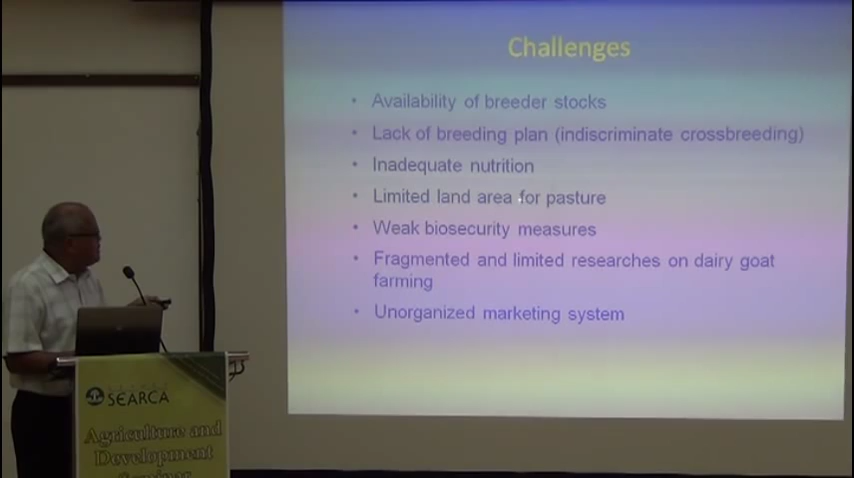 Challenges
• Availability of breeder stocks
• Lack of breeding plan (indiscriminate crossbreeding)
• Inadequate nutrition
• Limited land area for pasture
• Weak biosecurity measures
• Fragmented and limited researches on dairy goat
farming
• Unorganized marketing system
SEARCA
Agriculture and
Development
Seminar